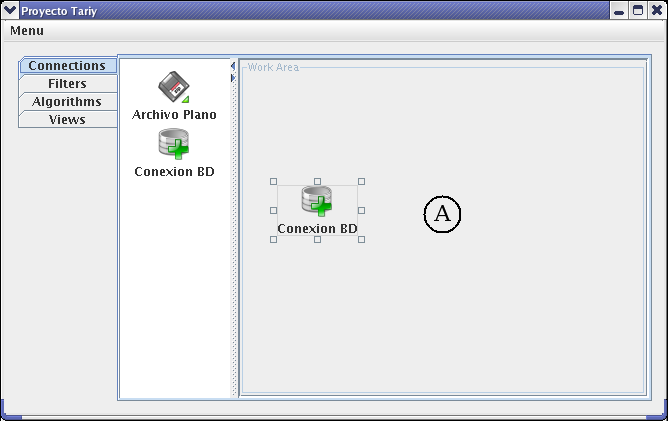 Proyecto Tariy
Menu
Connections
Filters
Algorithms
Views
Archivo Plano
Conexion BD
Work Area
Conexion BD
A